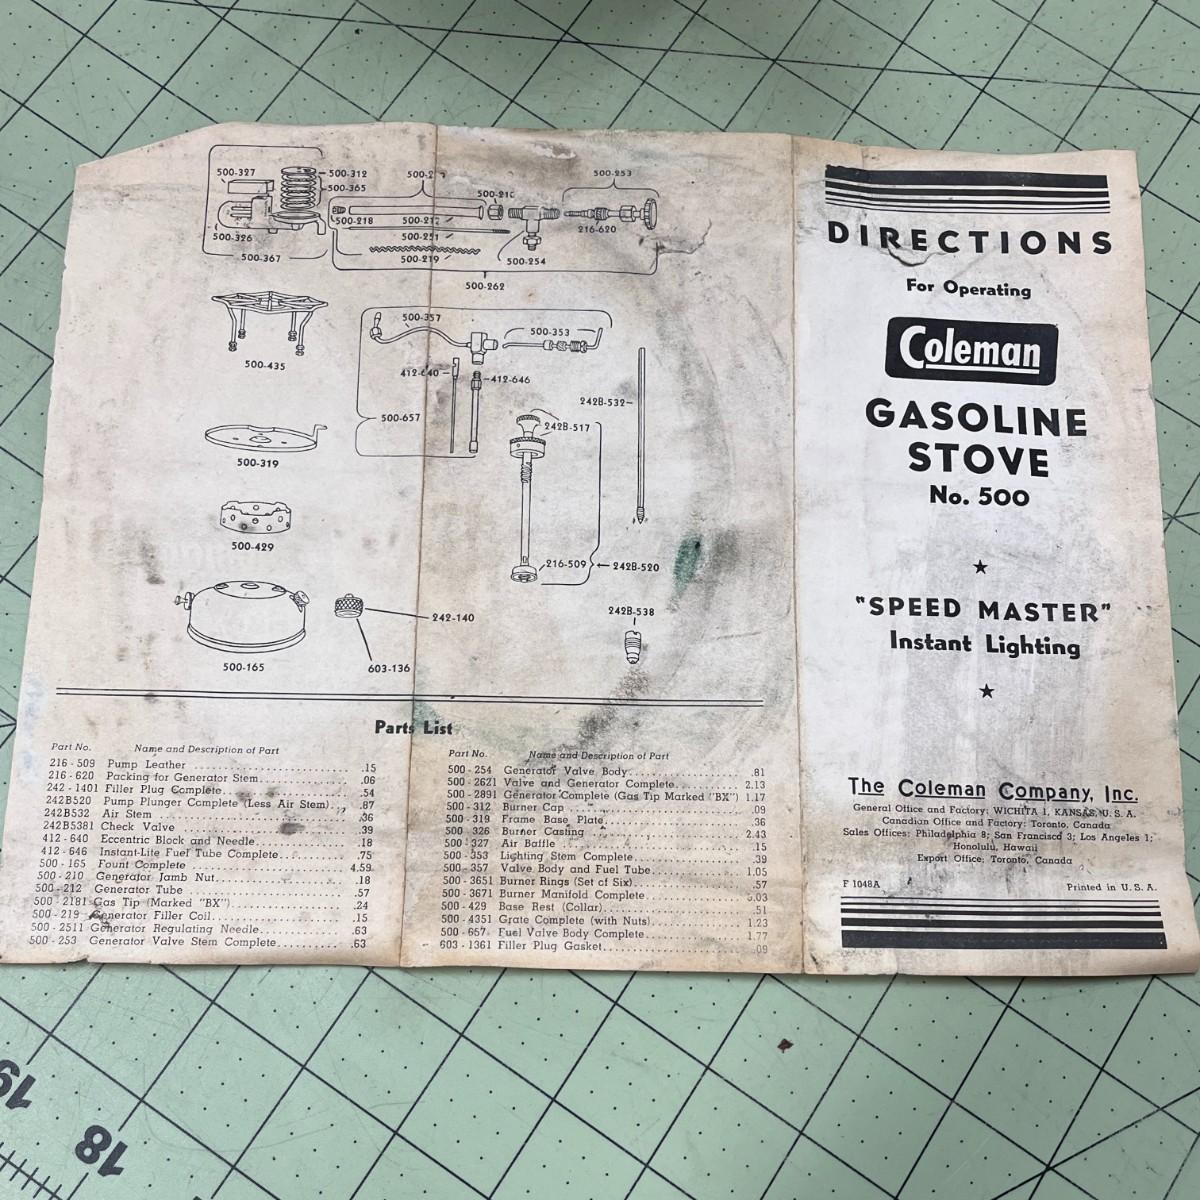 500-327
500-312
500-365
500-326
500-367
500-253
500-218
500-251
500-219
500-254
216-620
500-262
500-435
500-357
500-353
412-646
500-657
242B-532
242B-517
500-319
500-429
216-509
242B-520
242B-538
500-165
242-140
603-136
Parts List
Part No. Name and Description of Part
216 - 509 Pump Leather .15
216 - 620 Packing for Generator Stem .06
242 - 1401 Filler Plug Complete .54
242B520 Pump Plunger Complete (Less Air Stem) .87
242B532 Air Stem .36
242B5381 Check Valve .39
412 - 640 Eccentric Block and Needle .18
412 - 646 Instant-Lite Fuel Tube Complete .75
500 - 165 Fount Complete 4.59
500 - 210 Generator Jamb Nut .18
500 - 212 Generator Tube .57
500 - 2181 Gas Tip (Marked "BX") .24
500 - 219 Generator Filler Coil .15
500 - 2511 Generator Regulating Needle .63
500 - 253 Generator Valve Stem Complete .63
Part No. Name and Description of Part
500 - 254 Generator Valve Body .81
500 - 2621 Valve and Generator Complete 2.13
500 - 2891 Generator Complete (Gas Tip Marked "BX") 1.17
500 - 312 Burner Cap .09
500 - 319 Frame Base Plate .36
500 - 326 Burner Casting 2.43
500 - 327 Air Baffle .15
500 - 353 Lighting Stem Complete .39
500 - 357 Valve Body and Fuel Tube 1.05
500 - 3651 Burner Rings (Set of Six) .57
500 - 3671 Burner Manifold Complete
500 - 429 Base Rest (Collar) .51
500 - 4351 Grate Complete (with Nuts) 1.23
500 - 657 Fuel Valve Body Complete 1.77
603 - 1361 Filler Plug Gasket .09
DIRECTIONS
For Operating
Coleman
GASOLINE
STOVE
No. 500
"SPEED MASTER"
Instant Lighting
The Coleman Company, Inc.
General Office and Factory: WICHITA 1, KANSAS, U. S. A.
Canadian Office and Factory: Toronto, Canada
Sales Offices: Philadelphia 8; San Francisco 3; Los Angeles 1;
Honolulu, Hawaii
Export Office: Toronto, Canada
F 1048A Printed in U. S. A.
18
19